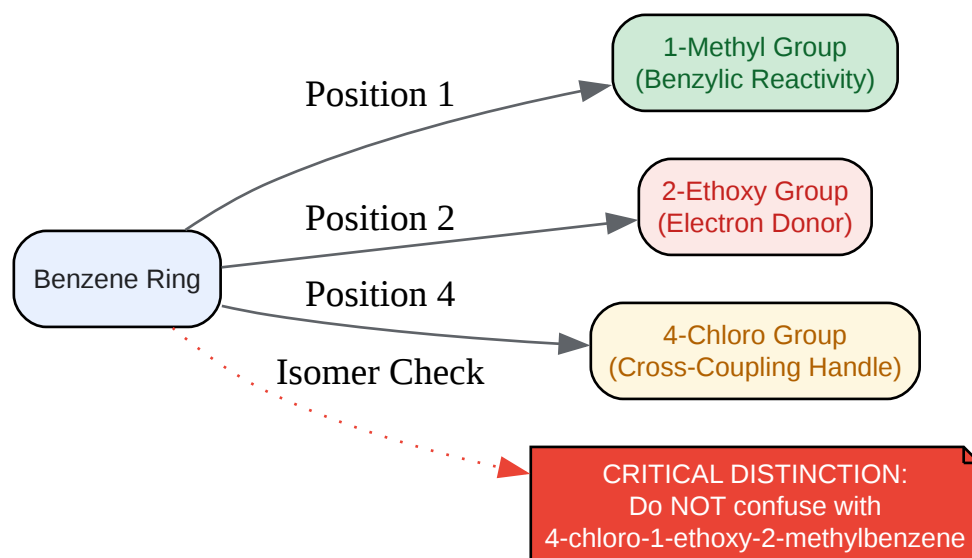 Position 1
1-Methyl Group
(Benzylic Reactivity)
Position 2
2-Ethoxy Group
(Electron Donor)
Benzene Ring
Position 4
4-Chloro Group
(Cross-Coupling Handle)
Isomer Check
CRITICAL DISTINCTION:
Do NOT confuse with
4-chloro-1-ethoxy-2-methylbenzene